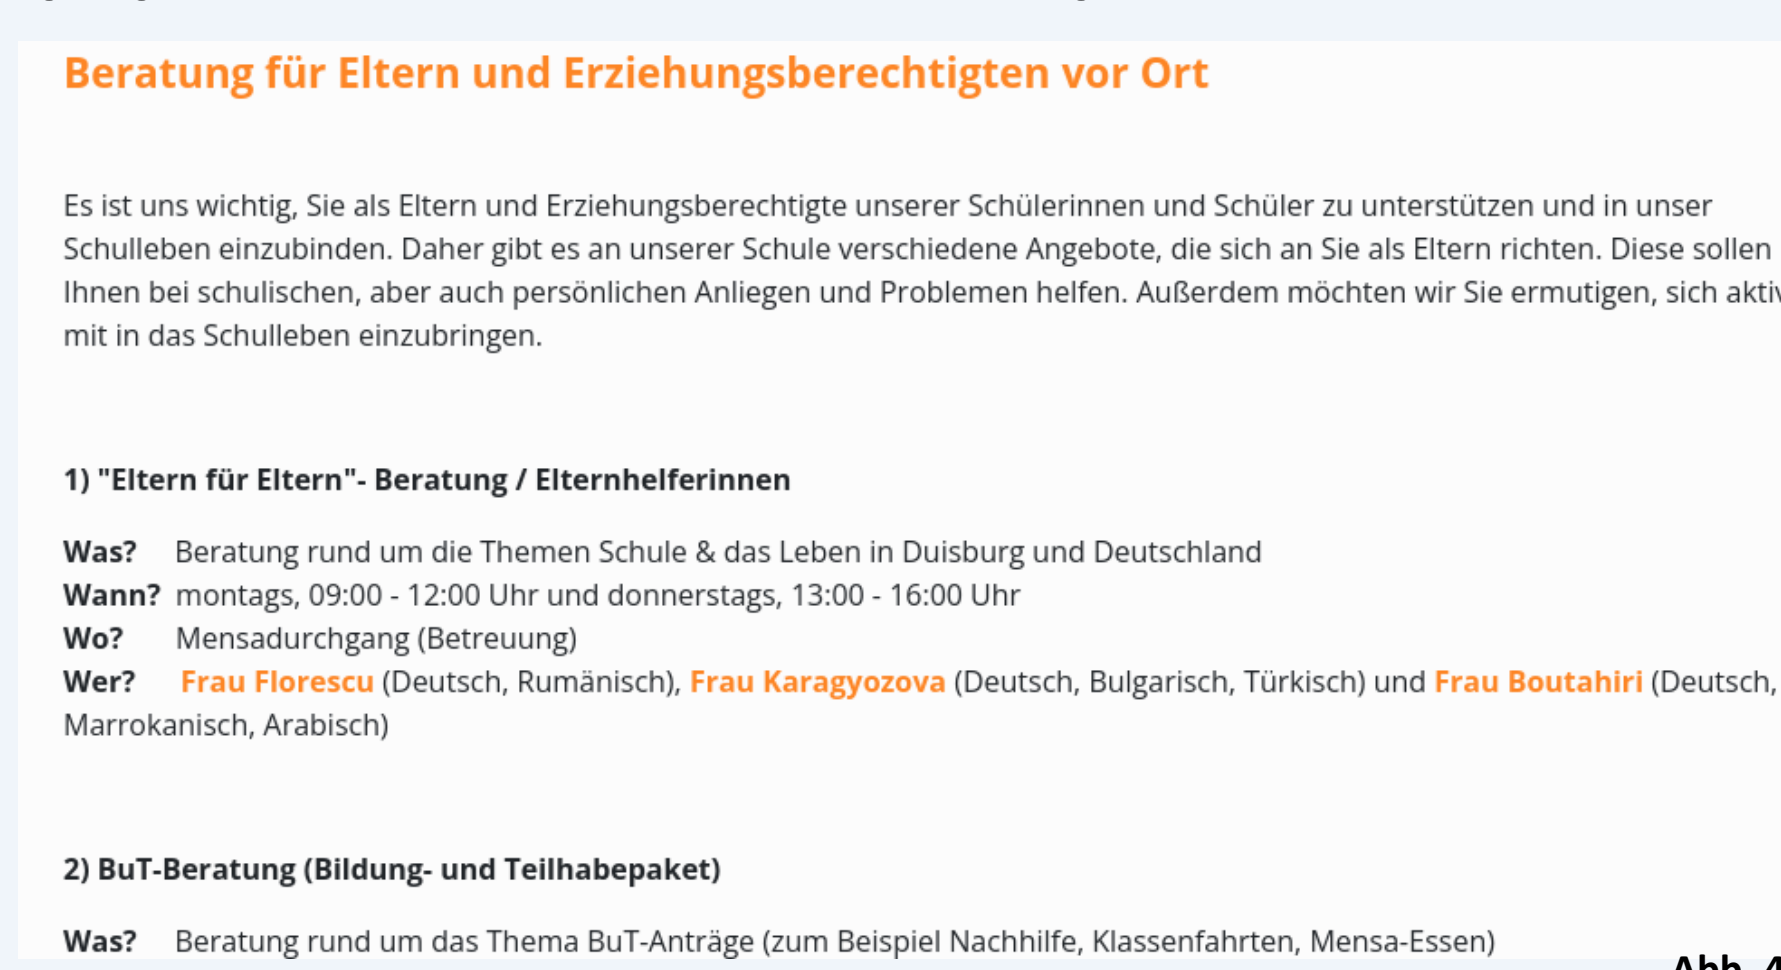 Beratung für Eltern und Erziehungsberechtigten vor Ort
Es ist uns wichtig, Sie als Eltern und Erziehungsberechtigte unserer Schülerinnen und Schüler zu unterstützen und in unser
Schulleben einzubinden. Daher gibt es an unserer Schule verschiedene Angebote, die sich an Sie als Eltern richten. Diese sollen
Ihnen bei schulischen, aber auch persönlichen Anliegen und Problemen helfen. Außerdem möchten wir Sie ermutigen, sich aktiv
mit in das Schulleben einzubringen.
1) "Eltern für Eltern"- Beratung / Elternhelferinnen
Was? Beratung rund um die Themen Schule & das Leben in Duisburg und Deutschland
Wann? montags, 09:00 - 12:00 Uhr und donnerstags, 13:00 - 16:00 Uhr
Wo? Mensadurchgang (Betreuung)
Wer? Frau Florescu (Deutsch, Rumänisch), Frau Karagyozova (Deutsch, Bulgarisch, Türkisch) und Frau Boutahiri (Deutsch,
Marrokanisch, Arabisch)
2) BuT-Beratung (Bildung- und Teilhabepaket)
Was? Beratung rund um das Thema BuT-Anträge (zum Beispiel Nachhilfe, Klassenfahrten, Mensa-Essen)
Abb. 4